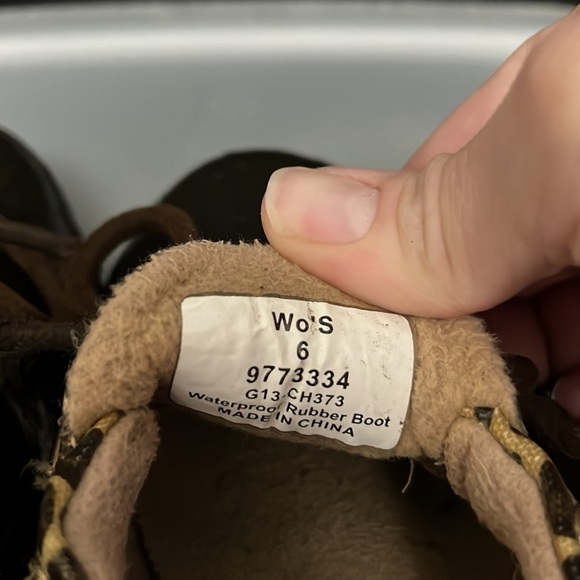 Wo'S
6
9773334
G13-CH373
Waterproof Rubber Boot
MADE IN CHINA